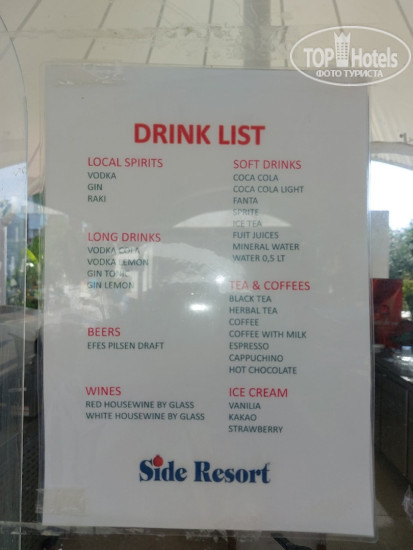 TOP Hotels
ФОТО ТУРИСТА
DRINK LIST
LOCAL SPIRITS
VODKA
GIN
RAKI
LONG DRINKS
VODKA COLA
VODKA LEMON
GIN TONIC
GIN LEMON
BEERS
EFES PILSEN DRAFT
WINES
RED HOUSEWINE BY GLASS
WHITE HOUSEWINE BY GLASS
SOFT DRINKS
COCA COLA
COCA COLA LIGHT
FANTA
SPRITE
ICE TEA
FUIT JUICES
MINERAL WATER
WATER 0,5 LT
TEA & COFFEES
BLACK TEA
HERBAL TEA
COFFEE
COFFEE WITH MILK
ESPRESSO
CAPPUCHINO
HOT CHOCOLATE
ICE CREAM
VANILIA
KAKAO
STRAWBERRY
Side Resort